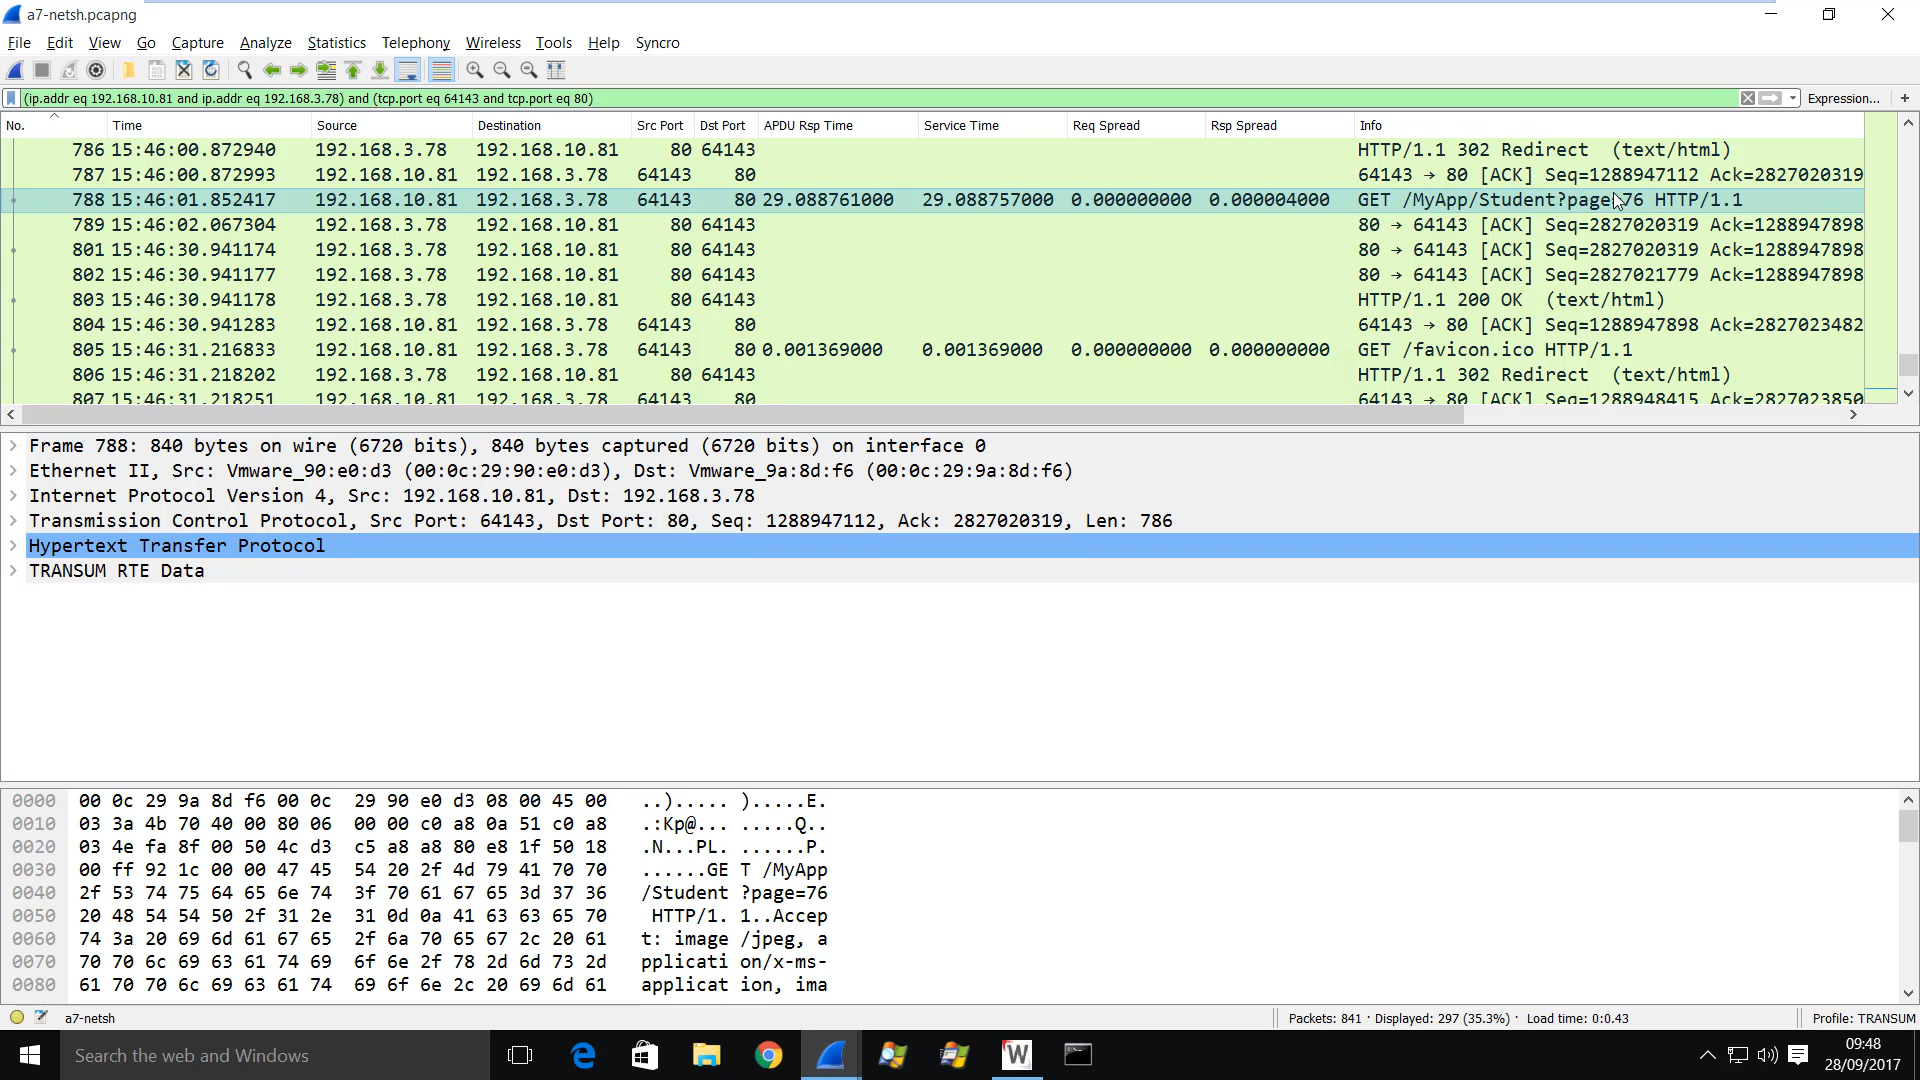 a7-netsh.pcapng
File Edit View Go Capture Analyze Statistics Telephony Wireless Tools Help Syncro
(ip.addr eq 192.168.10.81 and ip.addr eq 192.168.3.78) and (tcp.port eq 64143 and tcp.port eq 80) Expression... +
No. Time Source Destination Src Port Dst Port APDU Rsp Time Service Time Req Spread Rsp Spread Info
786 15:46:00.872940 192.168.3.78 192.168.10.81 80 64143 HTTP/1.1 302 Redirect (text/html)
787 15:46:00.872993 192.168.10.81 192.168.3.78 64143 80 64143 → 80 [ACK] Seq=1288947112 Ack=2827020319
788 15:46:01.852417 192.168.10.81 192.168.3.78 64143 80 29.088761000 29.088757000 0.000000000 0.000004000 GET /MyApp/Student?page=76 HTTP/1.1
789 15:46:02.067304 192.168.3.78 192.168.10.81 80 64143 80 → 64143 [ACK] Seq=2827020319 Ack=1288947898
801 15:46:30.941174 192.168.3.78 192.168.10.81 80 64143 80 → 64143 [ACK] Seq=2827020319 Ack=1288947898
802 15:46:30.941177 192.168.3.78 192.168.10.81 80 64143 80 → 64143 [ACK] Seq=2827021779 Ack=1288947898
803 15:46:30.941178 192.168.3.78 192.168.10.81 80 64143 HTTP/1.1 200 OK (text/html)
804 15:46:30.941283 192.168.10.81 192.168.3.78 64143 80 64143 → 80 [ACK] Seq=1288947898 Ack=2827023482
805 15:46:31.216833 192.168.10.81 192.168.3.78 64143 80 0.001369000 0.001369000 0.000000000 0.000000000 GET /favicon.ico HTTP/1.1
806 15:46:31.218202 192.168.3.78 192.168.10.81 80 64143 HTTP/1.1 302 Redirect (text/html)
807 15:46:31.218251 192.168.10.81 192.168.3.78 64143 80 64143 → 80 [ACK] Seq=1288948415 Ack=2827023850
Frame 788: 840 bytes on wire (6720 bits), 840 bytes captured (6720 bits) on interface 0
Ethernet II, Src: Vmware_90:e0:d3 (00:0c:29:90:e0:d3), Dst: Vmware_9a:8d:f6 (00:0c:29:9a:8d:f6)
Internet Protocol Version 4, Src: 192.168.10.81, Dst: 192.168.3.78
Transmission Control Protocol, Src Port: 64143, Dst Port: 80, Seq: 1288947112, Ack: 2827020319, Len: 786
Hypertext Transfer Protocol
TRANSUM RTE Data
0000 00 0c 29 9a 8d f6 00 0c 29 90 e0 d3 08 00 45 00 ..)..... ).....E.
0010 03 3a 4b 70 40 00 80 06 00 00 c0 a8 0a 51 c0 a8 .:Kp@... .....Q..
0020 03 4e fa 8f 00 50 4c d3 c5 a8 a8 80 e8 1f 50 18 .N...PL. ......P.
0030 00 ff 92 1c 00 00 47 45 54 20 2f 4d 79 41 70 70 ......GE T /MyApp
0040 2f 53 74 75 64 65 6e 74 3f 70 61 67 65 3d 37 36 /Student ?page=76
0050 20 48 54 54 50 2f 31 2e 31 0d 0a 41 63 63 65 70 HTTP/1. 1..Accep
0060 74 3a 20 69 6d 61 67 65 2f 6a 70 65 67 2c 20 61 t: image /jpeg, a
0070 70 70 6c 69 63 61 74 69 6f 6e 2f 78 2d 6d 73 2d pplicati on/x-ms-
0080 61 70 70 6c 69 63 61 74 69 6f 6e 2c 20 69 6d 61 applicat ion, ima
a7-netsh Packets: 841 · Displayed: 297 (35.3%) · Load time: 0:0.43 Profile: TRANSUM
Search the web and Windows
09:48
28/09/2017